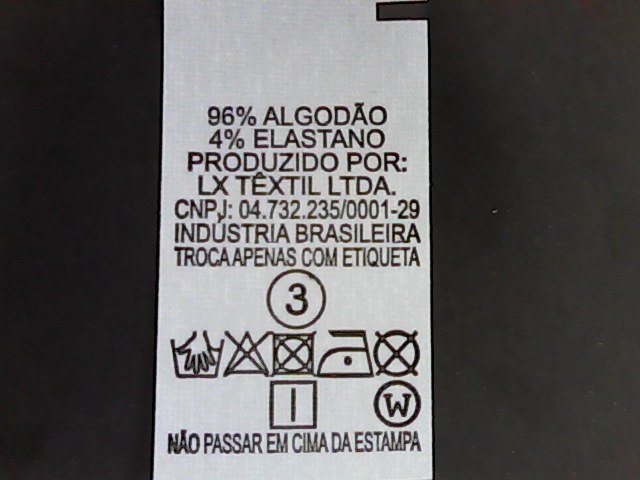 96% ALGODÃO
4% ELASTANO
PRODUZIDO POR:
LX TÊXTIL LTDA.
CNPJ: 04.732.235/0001-29
INDÚSTRIA BRASILEIRA
TROCA APENAS COM ETIQUETA
3
W
NÃO PASSAR EM CIMA DA ESTAMPA